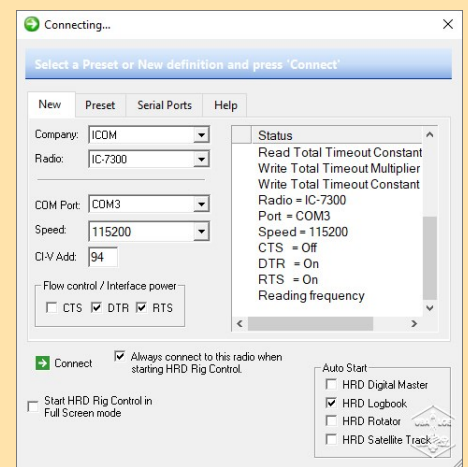 Connecting...
Select a Preset or New definition and press 'Connect'
New Preset Serial Ports Help
Company: ICOM
Radio: IC-7300
COM Port: COM3
Speed: 115200
CI-V Add: 94
Flow control / Interface power
CTS DTR RTS
Status
Read Total Timeout Constant
Write Total Timeout Multiplier
Write Total Timeout Constant
Radio = IC-7300
Port = COM3
Speed = 115200
CTS = Off
DTR = On
RTS = On
Reading frequency
Connect
Always connect to this radio when
starting HRD Rig Control.
Start HRD Rig Control in
Full Screen mode
Auto Start
HRD Digital Master
HRD Logbook
HRD Rotator
HRD Satellite Track